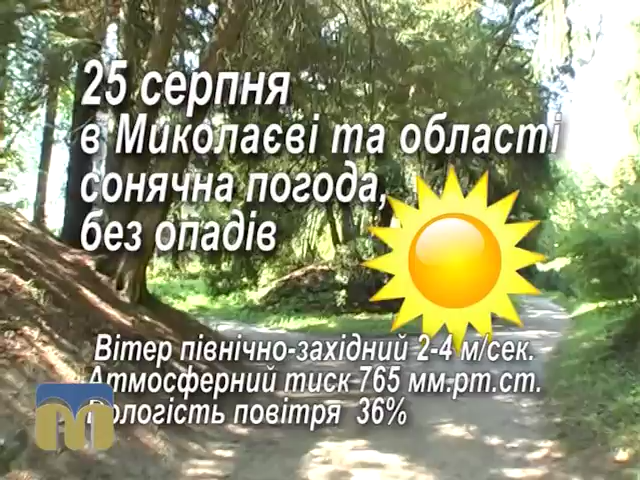 25 серпня
в Миколаєві та області
сонячна погода,
без опадів
Вітер північно-західний 2-4 м/сек.
Атмосферний тиск 765 мм.рт.ст.
Вологість повітря 36%